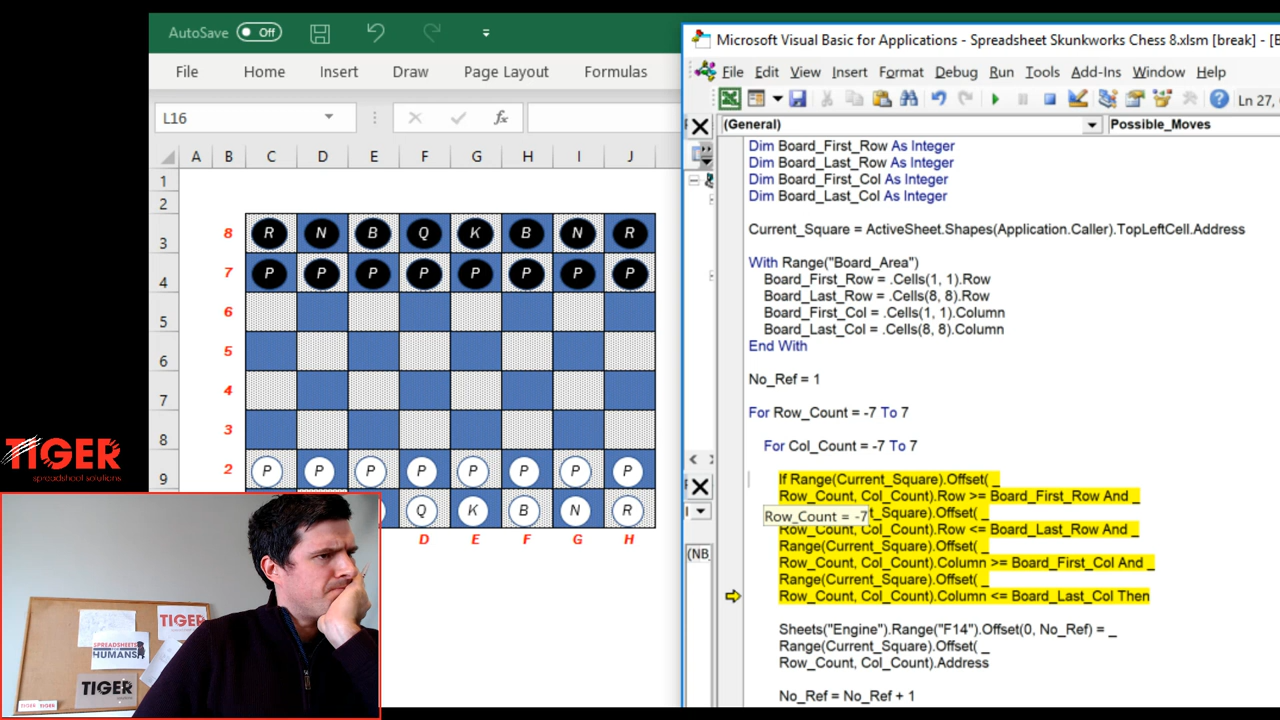 AutoSave Off
File Home Insert Draw Page Layout Formulas
L16
fx
A B C D E F G H I J
1
2
3
4
5
6
7
8
9
8 R N B Q K B N R
7 P P P P P P P P
6
5
4
3
2 P P P P P P P P
Q K B N R
D E F G H
TIGER
spreadsheet solutions
TIGER
SPREADSHEETS
HUMANS
TIGER
Microsoft Visual Basic for Applications - Spreadsheet Skunkworks Chess 8.xlsm [break] - [B
File Edit View Insert Format Debug Run Tools Add-Ins Window Help
Ln 27,
(General) Possible_Moves
Dim Board_First_Row As Integer
Dim Board_Last_Row As Integer
Dim Board_First_Col As Integer
Dim Board_Last_Col As Integer
Current_Square = ActiveSheet.Shapes(Application.Caller).TopLeftCell.Address
With Range("Board_Area")
Board_First_Row = .Cells(1, 1).Row
Board_Last_Row = .Cells(8, 8).Row
Board_First_Col = .Cells(1, 1).Column
Board_Last_Col = .Cells(8, 8).Column
End With
No_Ref = 1
For Row_Count = -7 To 7
For Col_Count = -7 To 7
If Range(Current_Square).Offset( _
Row_Count, Col_Count).Row >= Board_First_Row And _
Row_Count = -7
t_Square).Offset( _
Row_Count, Col_Count).Row <= Board_Last_Row And _
Range(Current_Square).Offset( _
Row_Count, Col_Count).Column >= Board_First_Col And _
Range(Current_Square).Offset( _
Row_Count, Col_Count).Column <= Board_Last_Col Then
Sheets("Engine").Range("F14").Offset(0, No_Ref) = _
Range(Current_Square).Offset( _
Row_Count, Col_Count).Address
No_Ref = No_Ref + 1
(NB